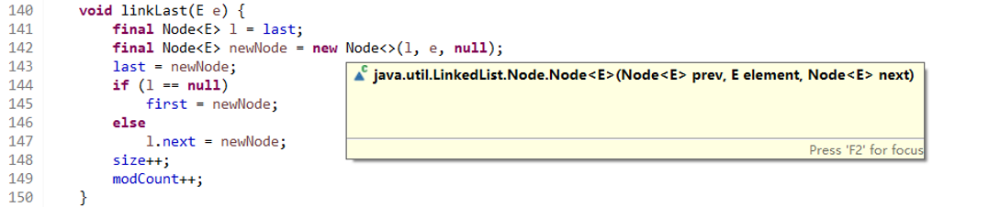 140 void linkLast(E e) {
141 final Node<E> l = last;
142 final Node<E> newNode = new Node<>(l, e, null);
143 last = newNode;
java.util.LinkedList.Node.Node<E>(Node<E> prev, E element, Node<E> next)
144 if (l == null)
145 first = newNode;
146 else
147 l.next = newNode;
148 size++;
Press 'F2' for focus
149 modCount++;
150 }